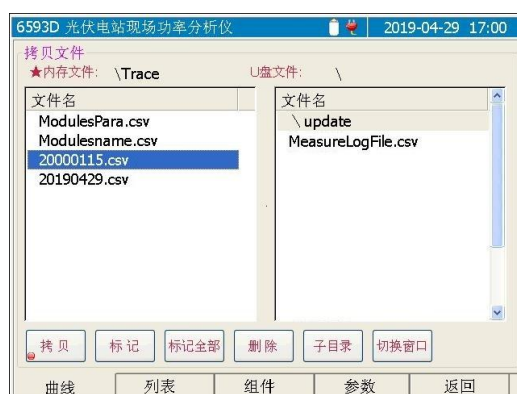 6593D 光伏电站现场功率分析仪 2019-04-29 17:00
拷贝文件
★内存文件: \Trace U盘文件: \
文件名 文件名
ModulesPara.csv \ update
Modulesname.csv MeasureLogFile.csv
20000115.csv
20190429.csv
拷 贝 标 记 标记全部 删 除 子目录 切换窗口
曲线 列表 组件 参数 返回